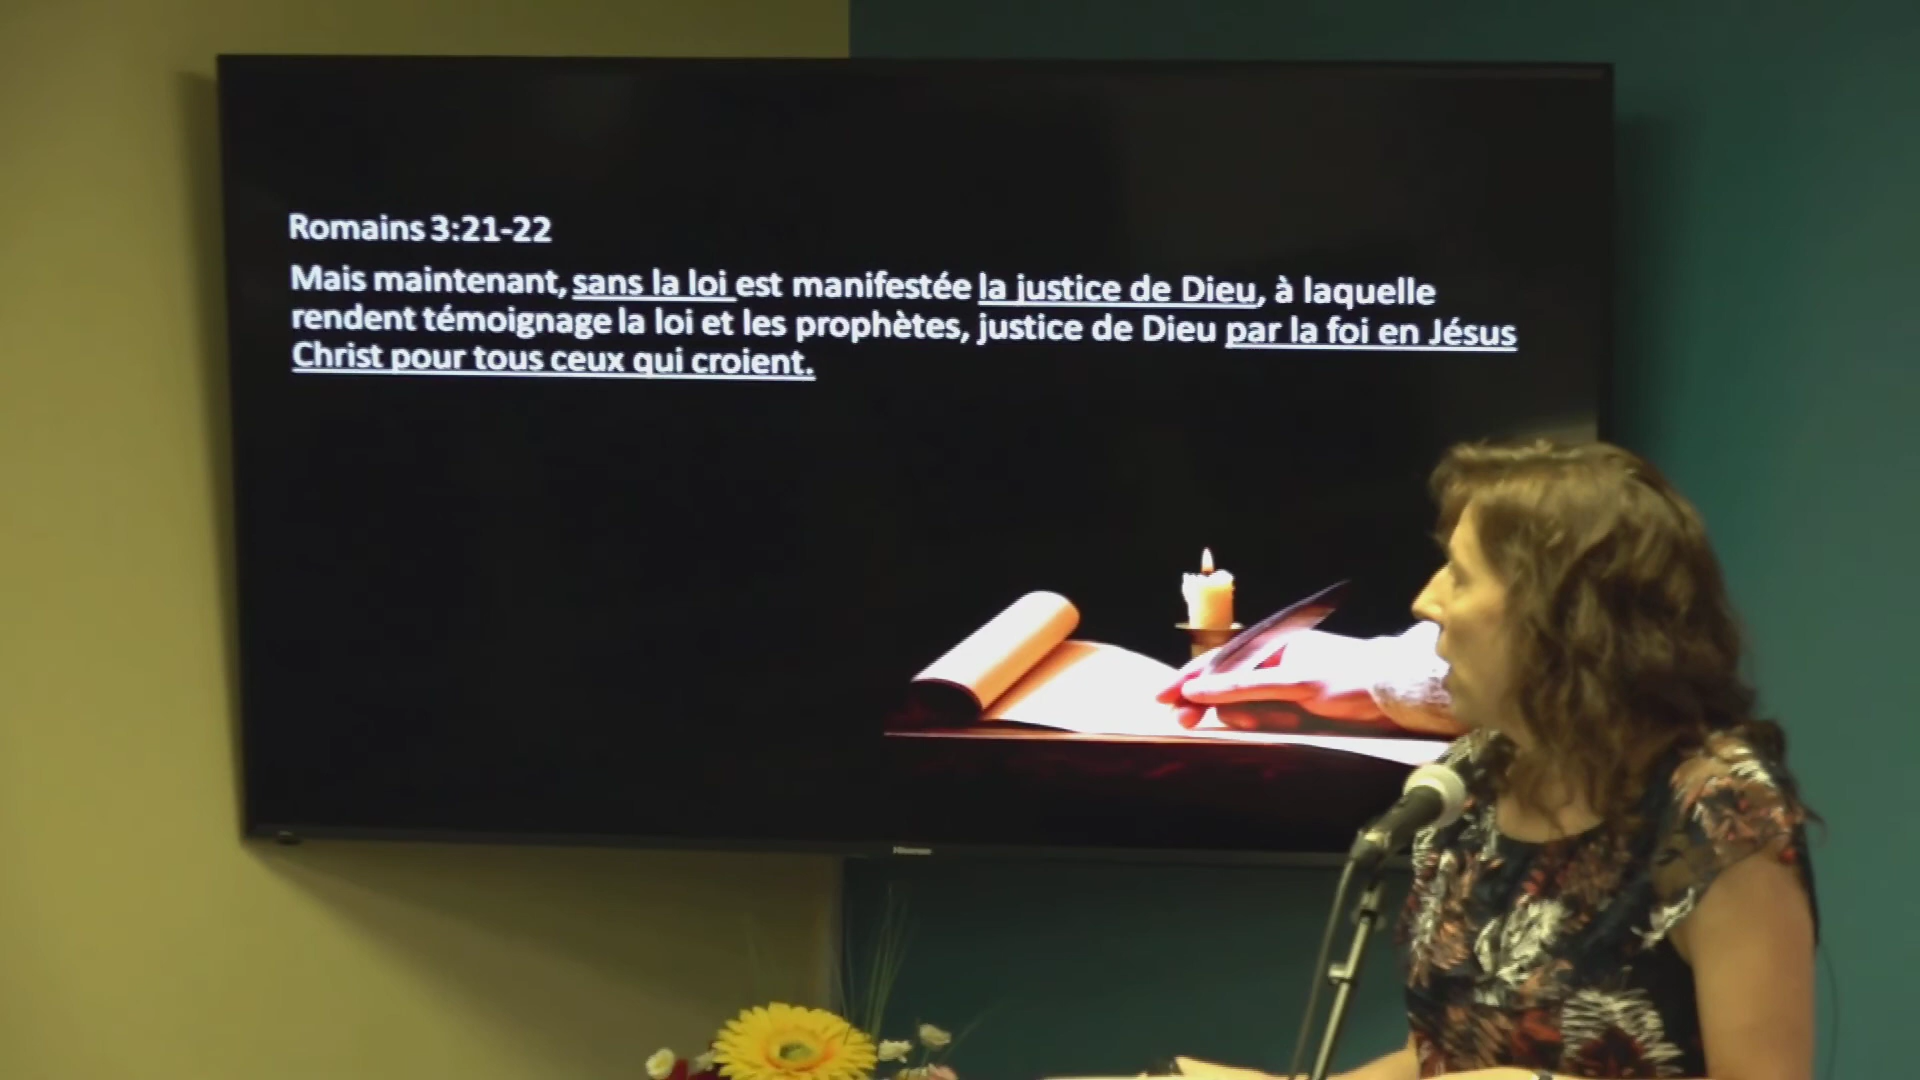 Romains 3:21-22
Mais maintenant, sans la loi est manifestée la justice de Dieu, à laquelle
rendent témoignage la loi et les prophètes, justice de Dieu par la foi en Jésus
Christ pour tous ceux qui croient.
Hisense